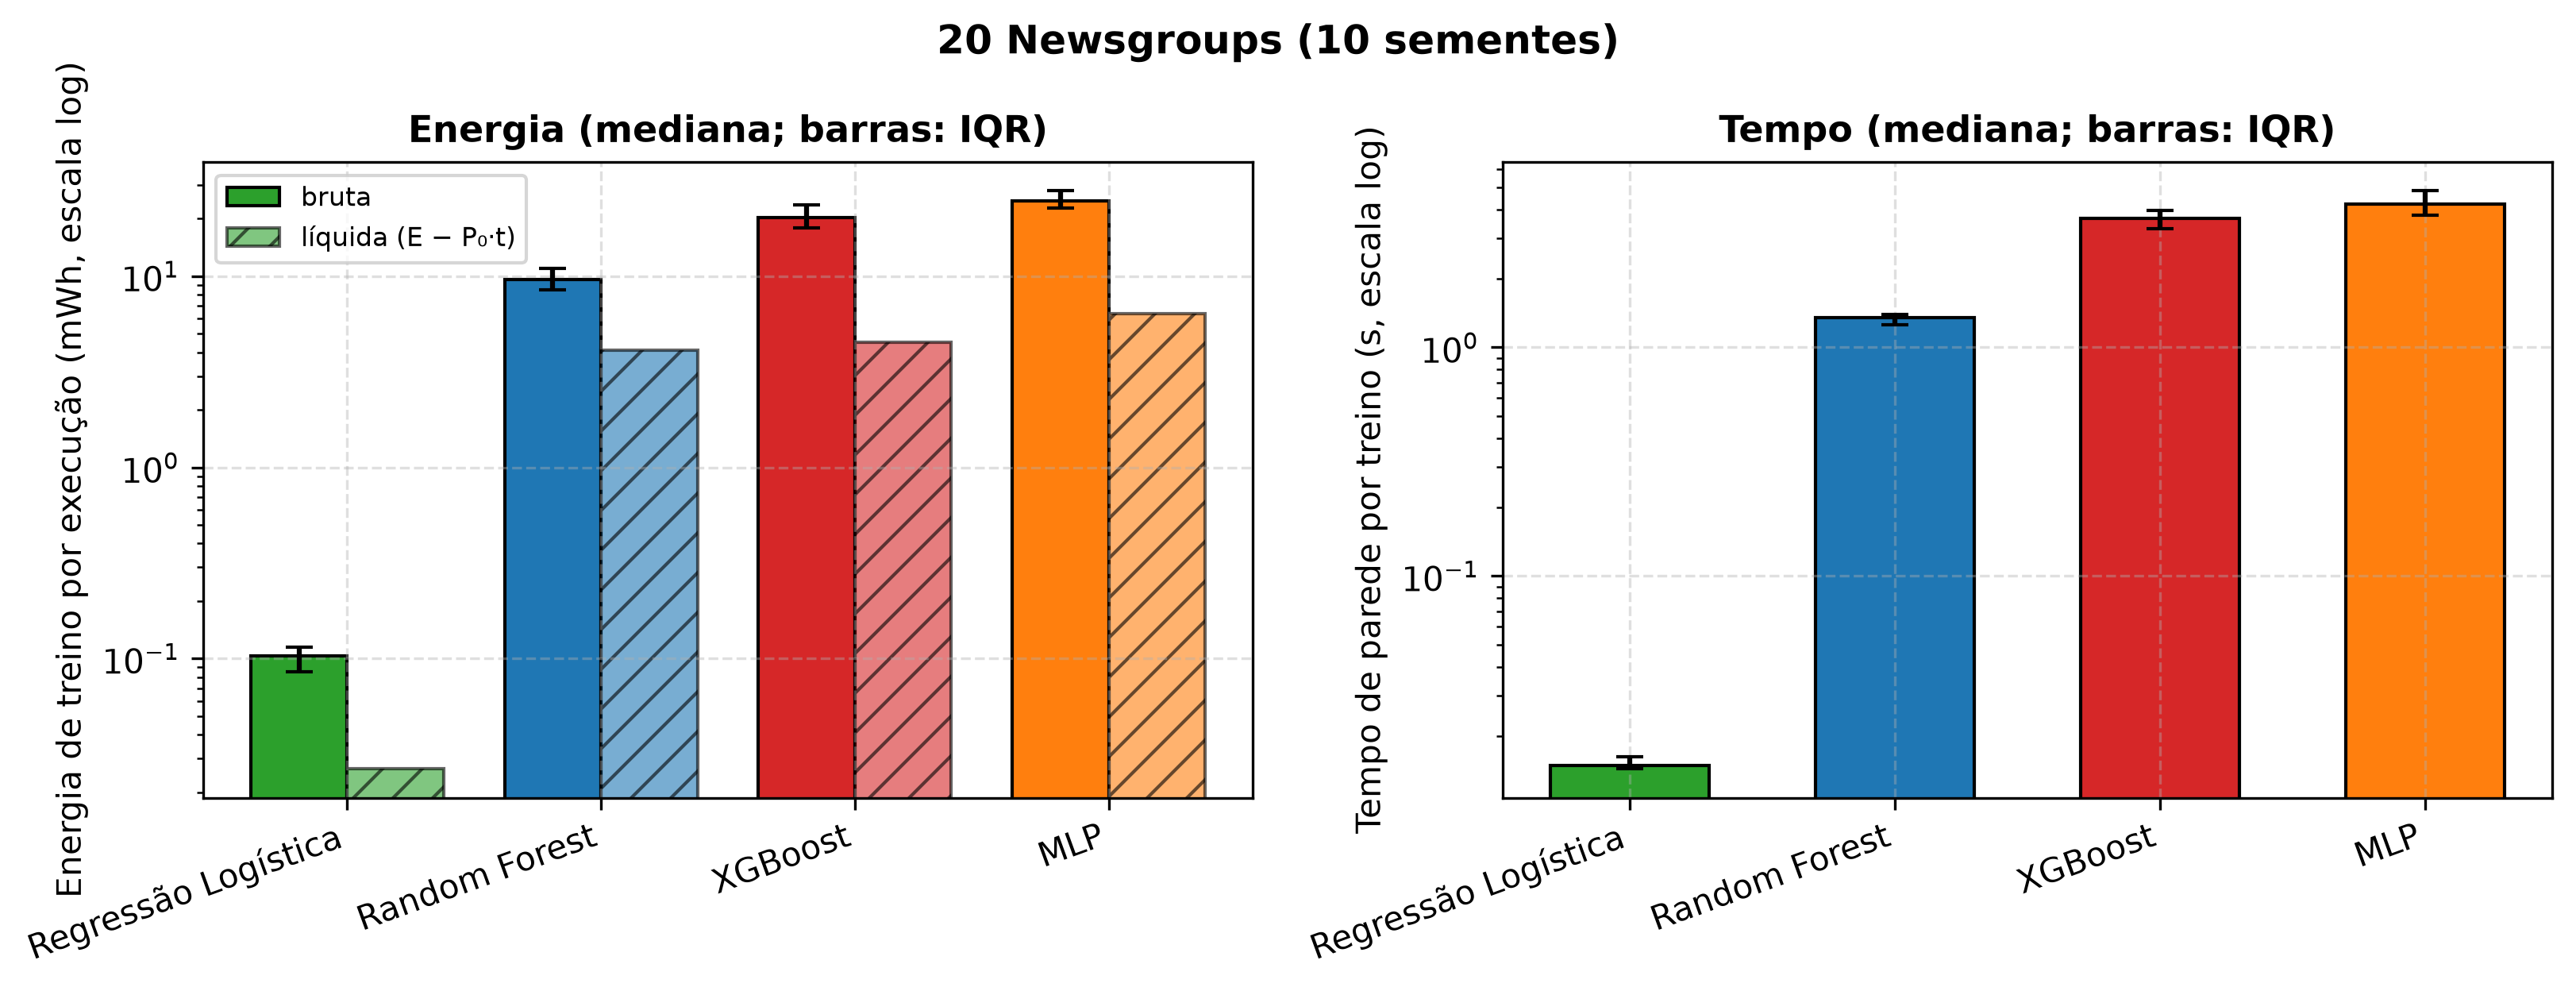 20 Newsgroups (10 sementes)
Energia (mediana; barras: IQR)
Energia de treino por execução (mWh, escala log)
bruta
líquida (E − P₀·t)
10¹
10⁰
10⁻¹
Regressão Logística
Random Forest
XGBoost
MLP
Tempo (mediana; barras: IQR)
Tempo de parede por treino (s, escala log)
10⁰
10⁻¹
Regressão Logística
Random Forest
XGBoost
MLP